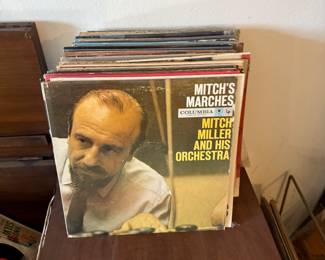 MITCH'S
MARCHES
COLUMBIA
MITCH
MILLER
AND HIS
ORCHESTRA